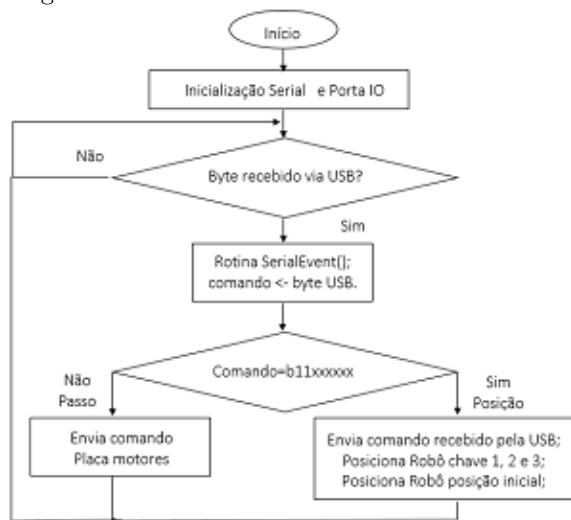 Início
Inicialização Serial e Porta IO
Não
Byte recebido via USB?
Sim
Rotina SerialEvent();
comando <- byte USB.
Comando=b11xxxxxx
Não
Passo
Sim
Posição
Envia comando
Placa motores
Envia comando recebido pela USB;
Posiciona Robô chave 1, 2 e 3;
Posiciona Robô posição inicial;